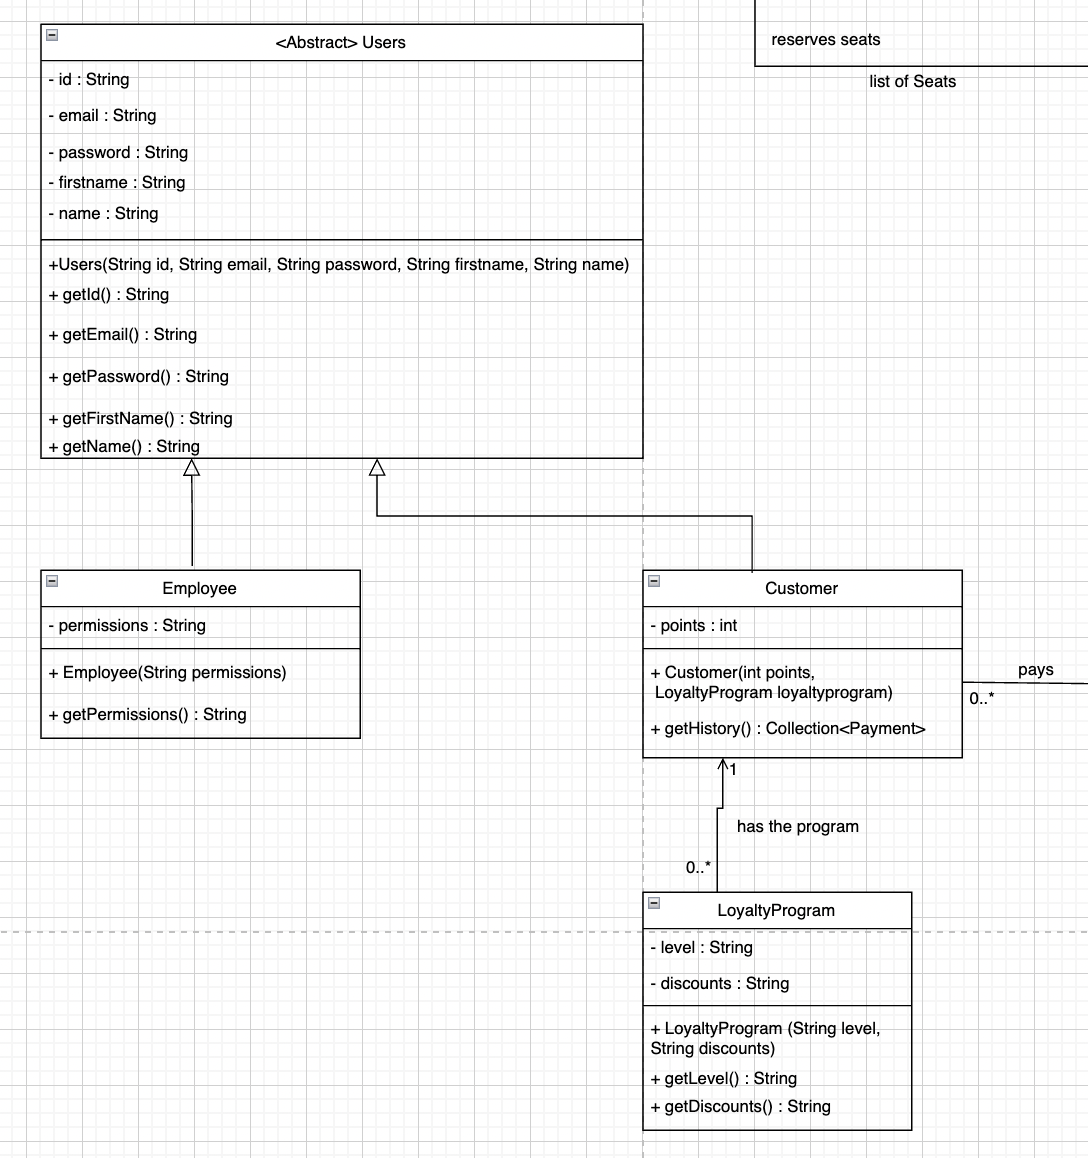 <Abstract> Users
- id : String
- email : String
- password : String
- firstname : String
- name : String
+Users(String id, String email, String password, String firstname, String name)
+ getId() : String
+ getEmail() : String
+ getPassword() : String
+ getFirstName() : String
+ getName() : String
reserves seats
list of Seats
Employee
- permissions : String
+ Employee(String permissions)
+ getPermissions() : String
Customer
- points : int
+ Customer(int points,
LoyaltyProgram loyaltyprogram)
+ getHistory() : Collection<Payment>
pays
0..*
1
has the program
0..*
LoyaltyProgram
- level : String
- discounts : String
+ LoyaltyProgram (String level,
String discounts)
+ getLevel() : String
+ getDiscounts() : String